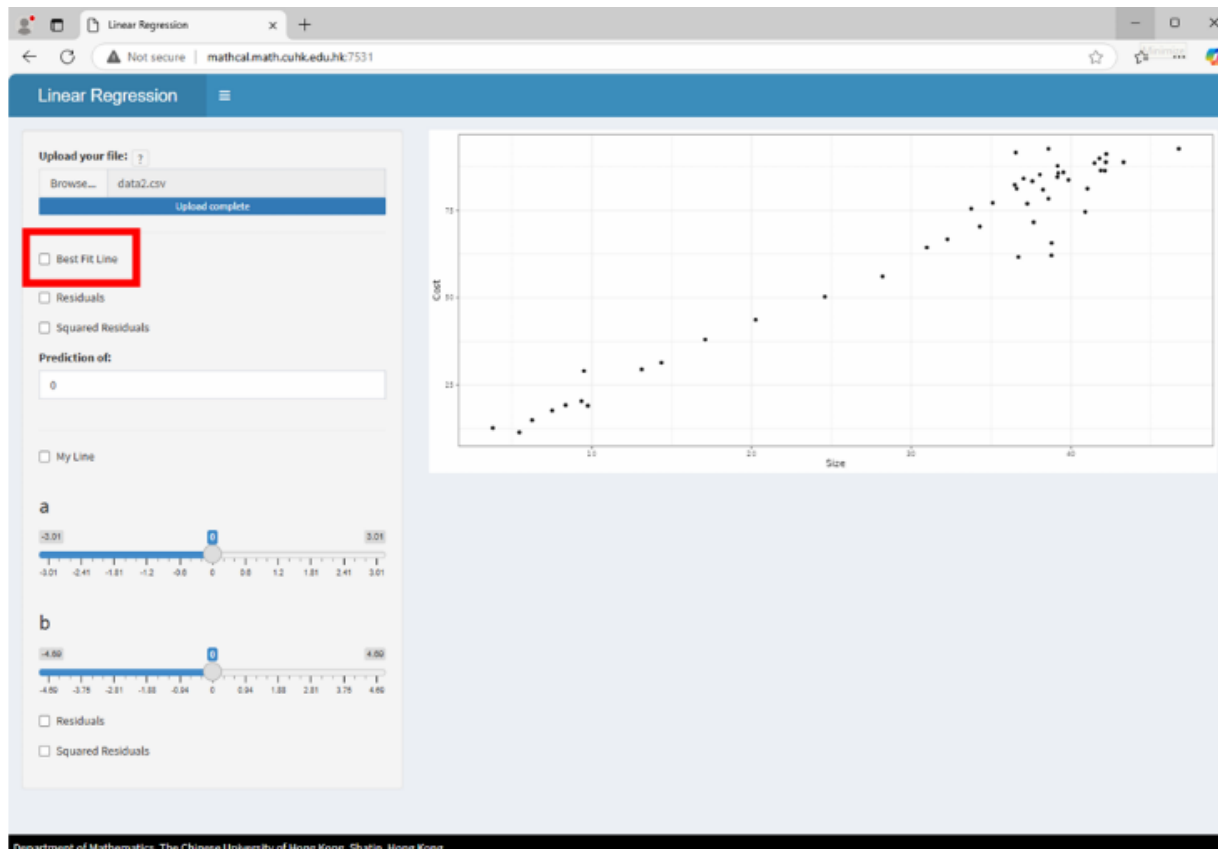 Linear Regression
Not secure | mathcal.math.cuhk.edu.hk:7531
Minimize
Linear Regression
Upload your file: ?
Browse... data2.csv
Upload complete
Best Fit Line
Residuals
Squared Residuals
Prediction of:
0
My Line
a
-3.01 0 3.01
-3.01 -2.41 -1.81 -1.2 -0.6 0 0.6 1.2 1.81 2.41 3.01
b
-4.69 0 4.69
-4.69 -3.75 -2.81 -1.88 -0.94 0 0.94 1.88 2.81 3.75 4.69
Residuals
Squared Residuals
Cost
75
50
25
10 20 30 40
Size
Department of Mathematics, The Chinese University of Hong Kong, Shatin, Hong Kong